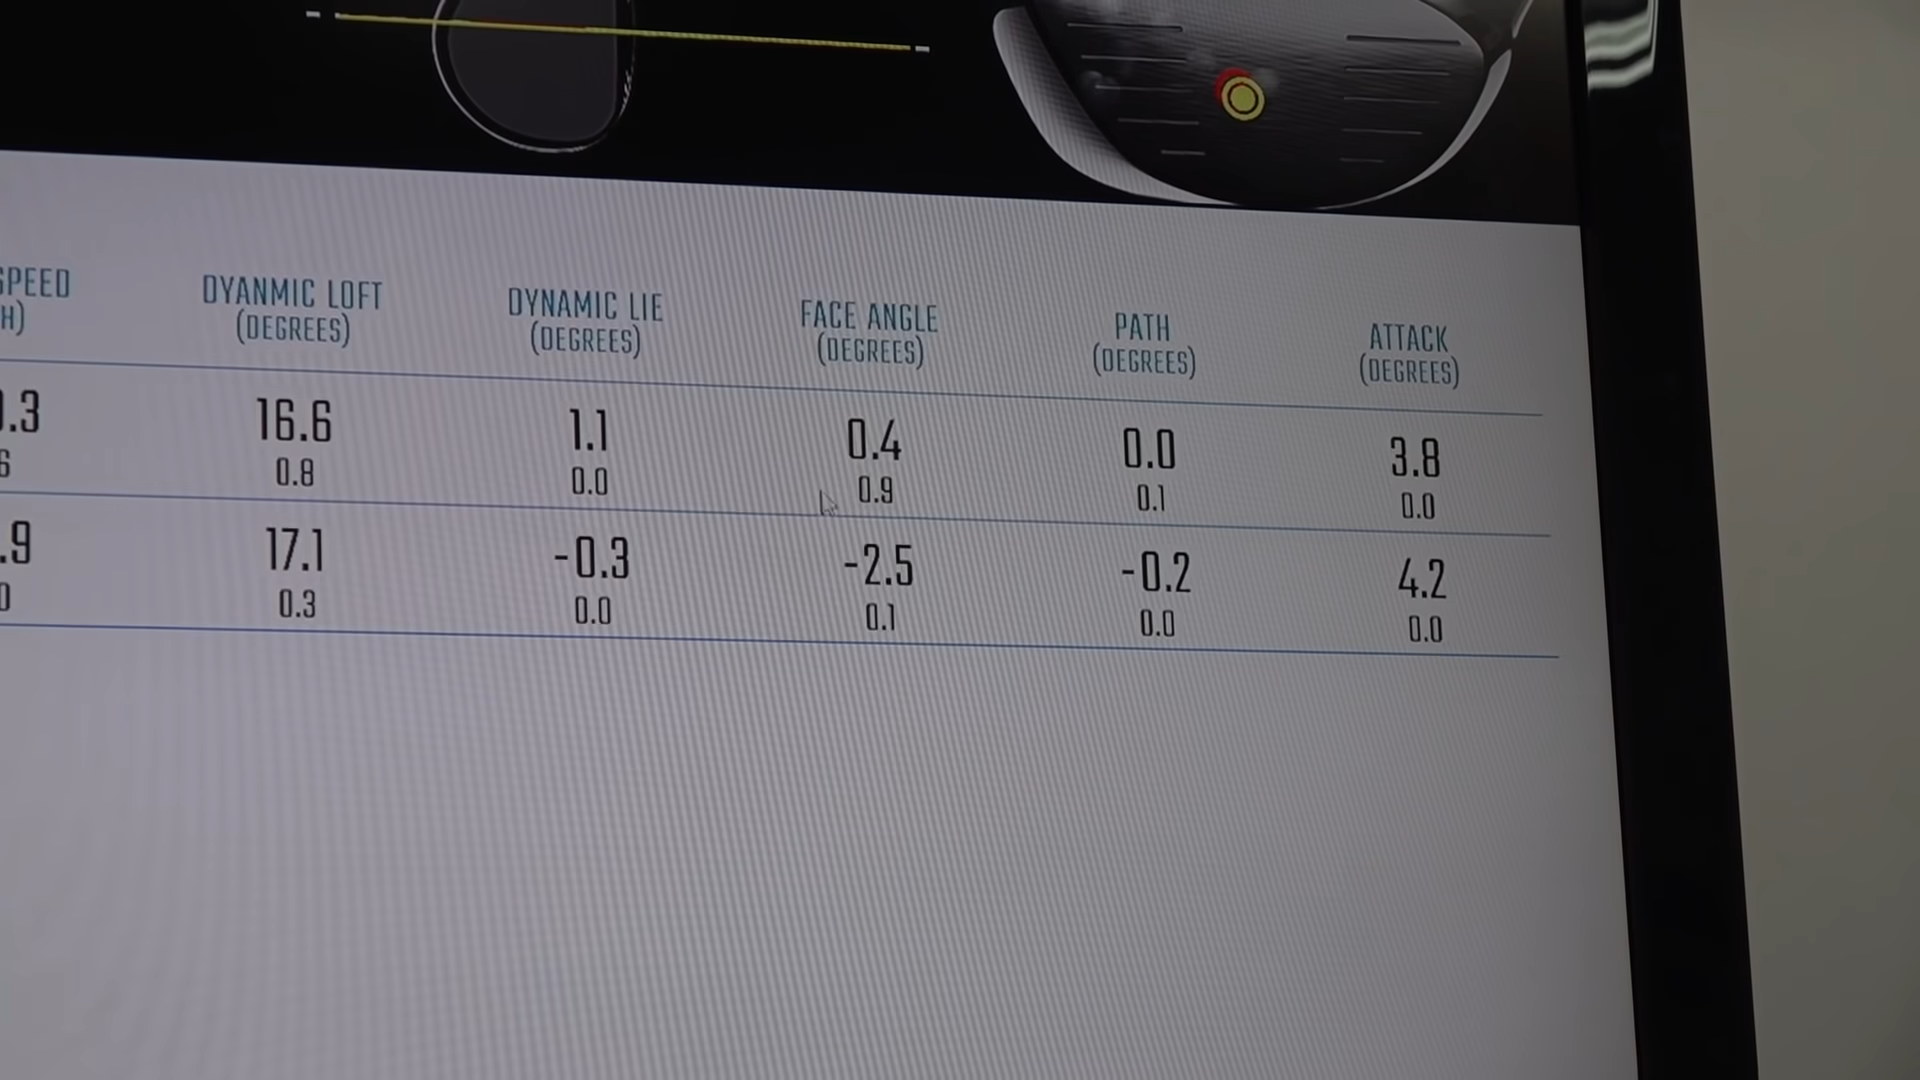 SPEED DYANMIC LOFT DYNAMIC LIE FACE ANGLE PATH ATTACK
H) (DEGREES) (DEGREES) (DEGREES) (DEGREES) (DEGREES)
.3 16.6 1.1 0.4 0.0 3.8
6 0.8 0.0 0.9 0.1 0.0
.9 17.1 -0.3 -2.5 -0.2 4.2
0 0.3 0.0 0.1 0.0 0.0